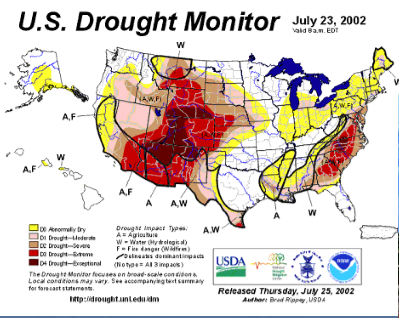 U.S. Drought Monitor
July 23, 2002
Valid 8 a.m. EDT
W
(A,W,F)
(A,W,F)
A,F
W
A,F
A,F
A
A,W
A,W
A
W
D0 Abnormally Dry
D1 Drought—Moderate
D2 Drought—Severe
D3 Drought—Extreme
D4 Drought—Exceptional
Drought Impact Types:
A = Agriculture
W = Water (Hydrological)
F = Fire danger (Wildfires)
Delineates dominant impacts
(No type = All 3 impacts)
The Drought Monitor focuses on broad-scale conditions.
Local conditions may vary. See accompanying text summary
for forecast statements.
http://drought.unl.edu/dm
USDA
Released Thursday, July 25, 2002
Author: Brad Rippey, USDA